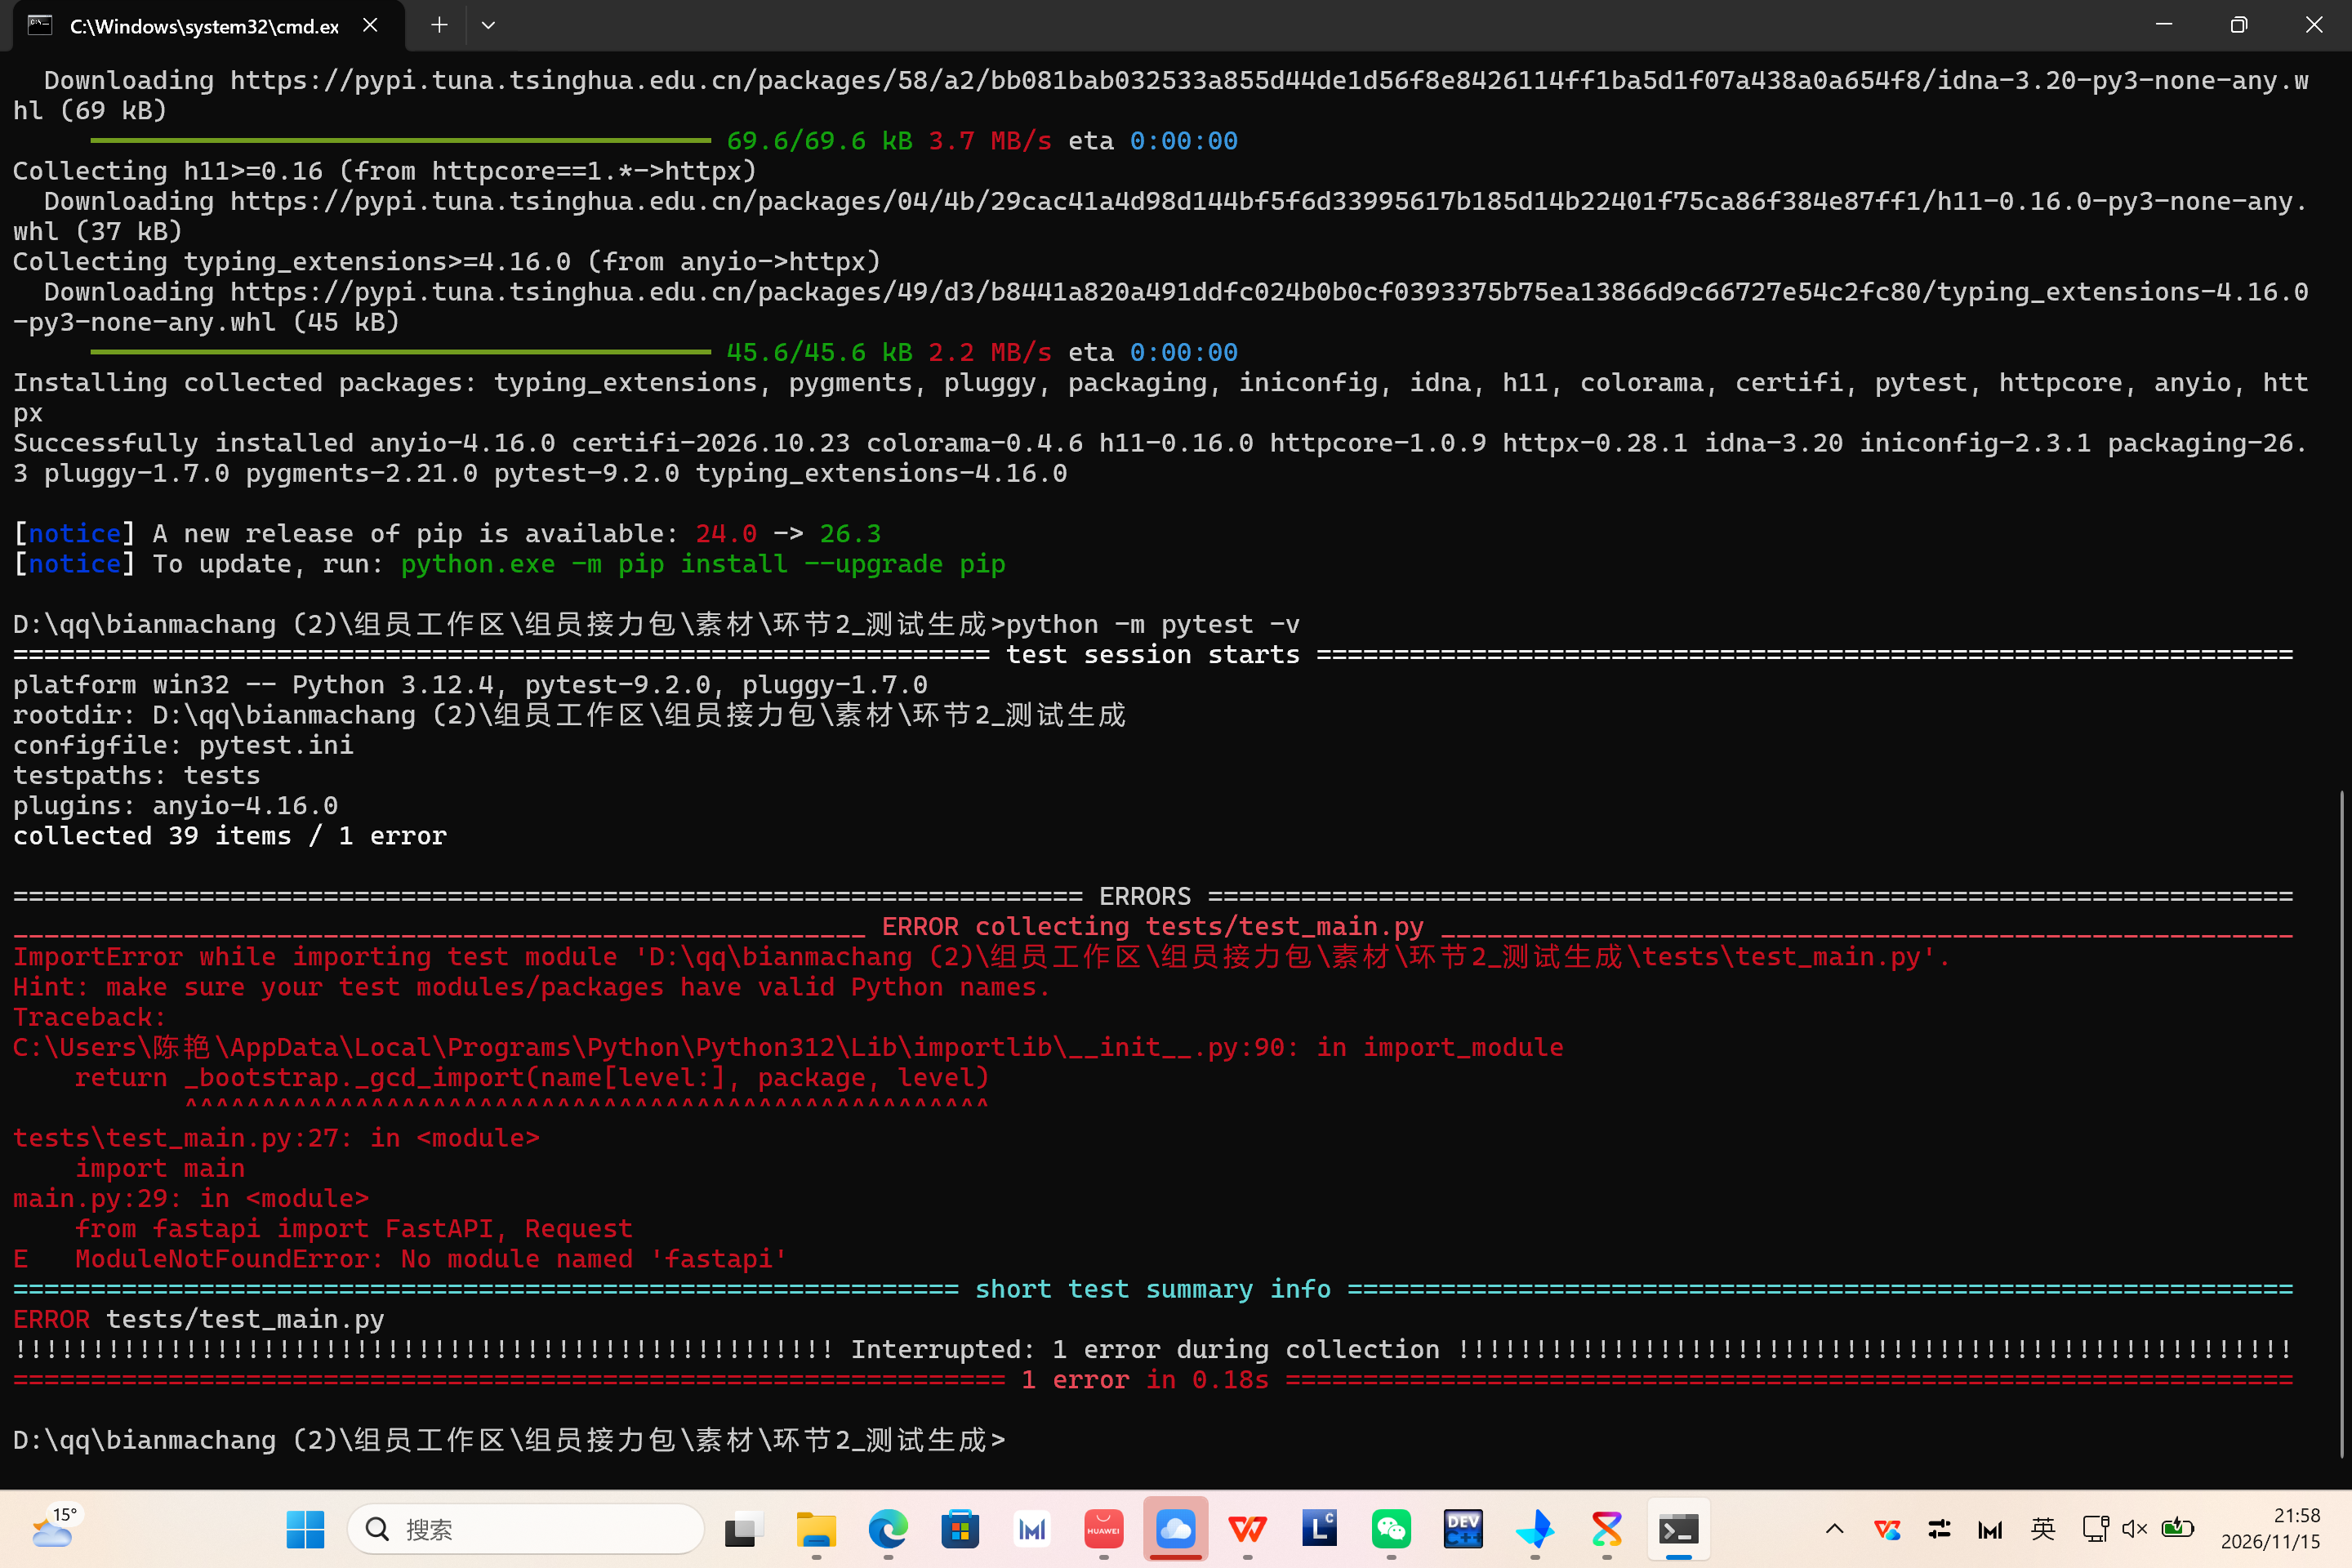 C:\Windows\system32\cmd.ex
  Downloading https://pypi.tuna.tsinghua.edu.cn/packages/58/a2/bb081bab032533a855d44de1d56f8e8426114ff1ba5d1f07a438a0a654f8/idna-3.20-py3-none-any.w
hl (69 kB)
69.6/69.6 kB 3.7 MB/s eta 0:00:00
Collecting h11>=0.16 (from httpcore==1.*->httpx)
  Downloading https://pypi.tuna.tsinghua.edu.cn/packages/04/4b/29cac41a4d98d144bf5f6d33995617b185d14b22401f75ca86f384e87ff1/h11-0.16.0-py3-none-any.
whl (37 kB)
Collecting typing_extensions>=4.16.0 (from anyio->httpx)
  Downloading https://pypi.tuna.tsinghua.edu.cn/packages/49/d3/b8441a820a491ddfc024b0b0cf0393375b75ea13866d9c66727e54c2fc80/typing_extensions-4.16.0
-py3-none-any.whl (45 kB)
45.6/45.6 kB 2.2 MB/s eta 0:00:00
Installing collected packages: typing_extensions, pygments, pluggy, packaging, iniconfig, idna, h11, colorama, certifi, pytest, httpcore, anyio, htt
px
Successfully installed anyio-4.16.0 certifi-2026.10.23 colorama-0.4.6 h11-0.16.0 httpcore-1.0.9 httpx-0.28.1 idna-3.20 iniconfig-2.3.1 packaging-26.
3 pluggy-1.7.0 pygments-2.21.0 pytest-9.2.0 typing_extensions-4.16.0
[notice] A new release of pip is available: 24.0 -> 26.3
[notice] To update, run: python.exe -m pip install --upgrade pip
D:\qq\bianmachang (2)\组员工作区\组员接力包\素材\环节2_测试生成>python -m pytest -v
=============================================================== test session starts ===============================================================
platform win32 -- Python 3.12.4, pytest-9.2.0, pluggy-1.7.0
rootdir: D:\qq\bianmachang (2)\组员工作区\组员接力包\素材\环节2_测试生成
configfile: pytest.ini
testpaths: tests
plugins: anyio-4.16.0
collected 39 items / 1 error
===================================================================== ERRORS ======================================================================
_______________________________________________________ ERROR collecting tests/test_main.py _______________________________________________________
ImportError while importing test module 'D:\qq\bianmachang (2)\组员工作区\组员接力包\素材\环节2_测试生成\tests\test_main.py'.
Hint: make sure your test modules/packages have valid Python names.
Traceback:
C:\Users\陈艳\AppData\Local\Programs\Python\Python312\Lib\importlib\__init__.py:90: in import_module
    return _bootstrap._gcd_import(name[level:], package, level)
           ^^^^^^^^^^^^^^^^^^^^^^^^^^^^^^^^^^^^^^^^^^^^^^^^^^^^
tests\test_main.py:27: in <module>
    import main
main.py:29: in <module>
    from fastapi import FastAPI, Request
E   ModuleNotFoundError: No module named 'fastapi'
============================================================= short test summary info =============================================================
ERROR tests/test_main.py
!!!!!!!!!!!!!!!!!!!!!!!!!!!!!!!!!!!!!!!!!!!!!!!!!!!!! Interrupted: 1 error during collection !!!!!!!!!!!!!!!!!!!!!!!!!!!!!!!!!!!!!!!!!!!!!!!!!!!!!!
================================================================ 1 error in 0.18s =================================================================
D:\qq\bianmachang (2)\组员工作区\组员接力包\素材\环节2_测试生成>
15°
搜索
HUAWEI
LC
DEV
C++
英
21:58
2026/11/15